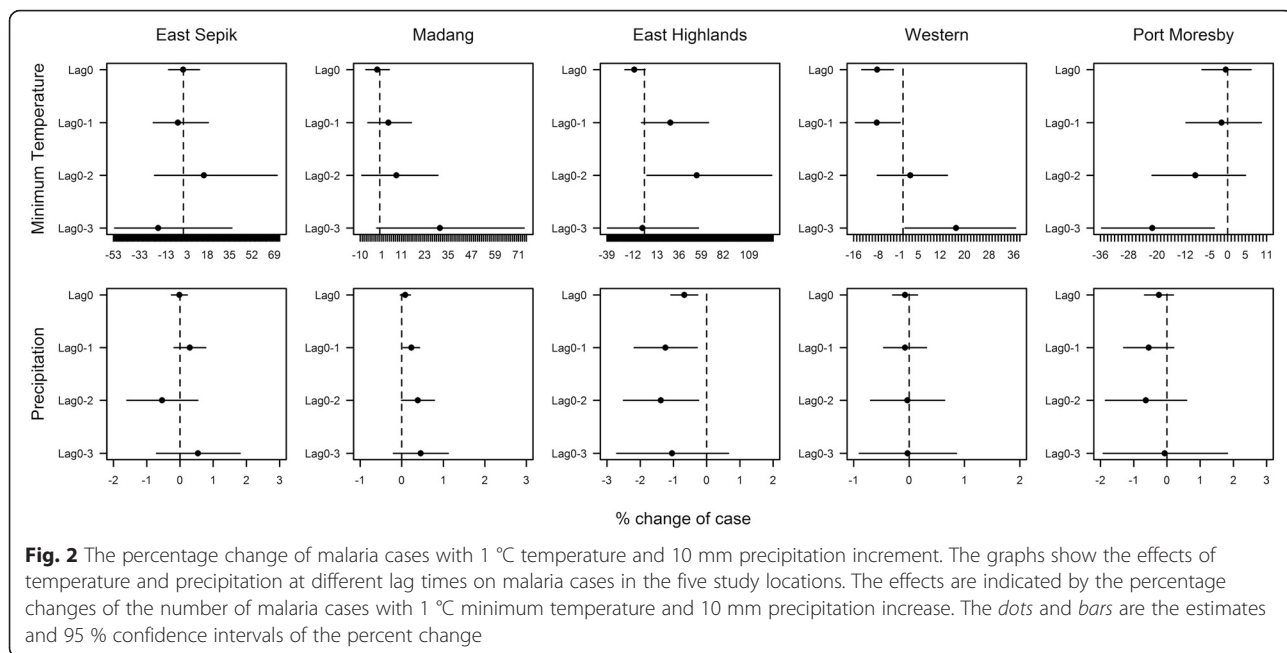 East Sepik Madang East Highlands Western Port Moresby
Minimum Temperature
Lag0
Lag0-1
Lag0-2
Lag0-3
-53 -33 -13 3 18 35 52 69
-10 1 11 23 35 47 59 71
-39 -12 13 36 59 82 109
-16 -8 -1 6 13 20 28 36
-36 -28 -20 -11 -3 5 11
Precipitation
Lag0
Lag0-1
Lag0-2
Lag0-3
-2 -1 0 1 2 3
-1 0 1 2 3
-3 -2 -1 0 1 2
-1 0 1 2
-2 -1 0 1 2 3
% change of case
Fig. 2 The percentage change of malaria cases with 1 °C temperature and 10 mm precipitation increment. The graphs show the effects of
temperature and precipitation at different lag times on malaria cases in the five study locations. The effects are indicated by the percentage
changes of the number of malaria cases with 1 °C minimum temperature and 10 mm precipitation increase. The dots and bars are the estimates
and 95 % confidence intervals of the percent change